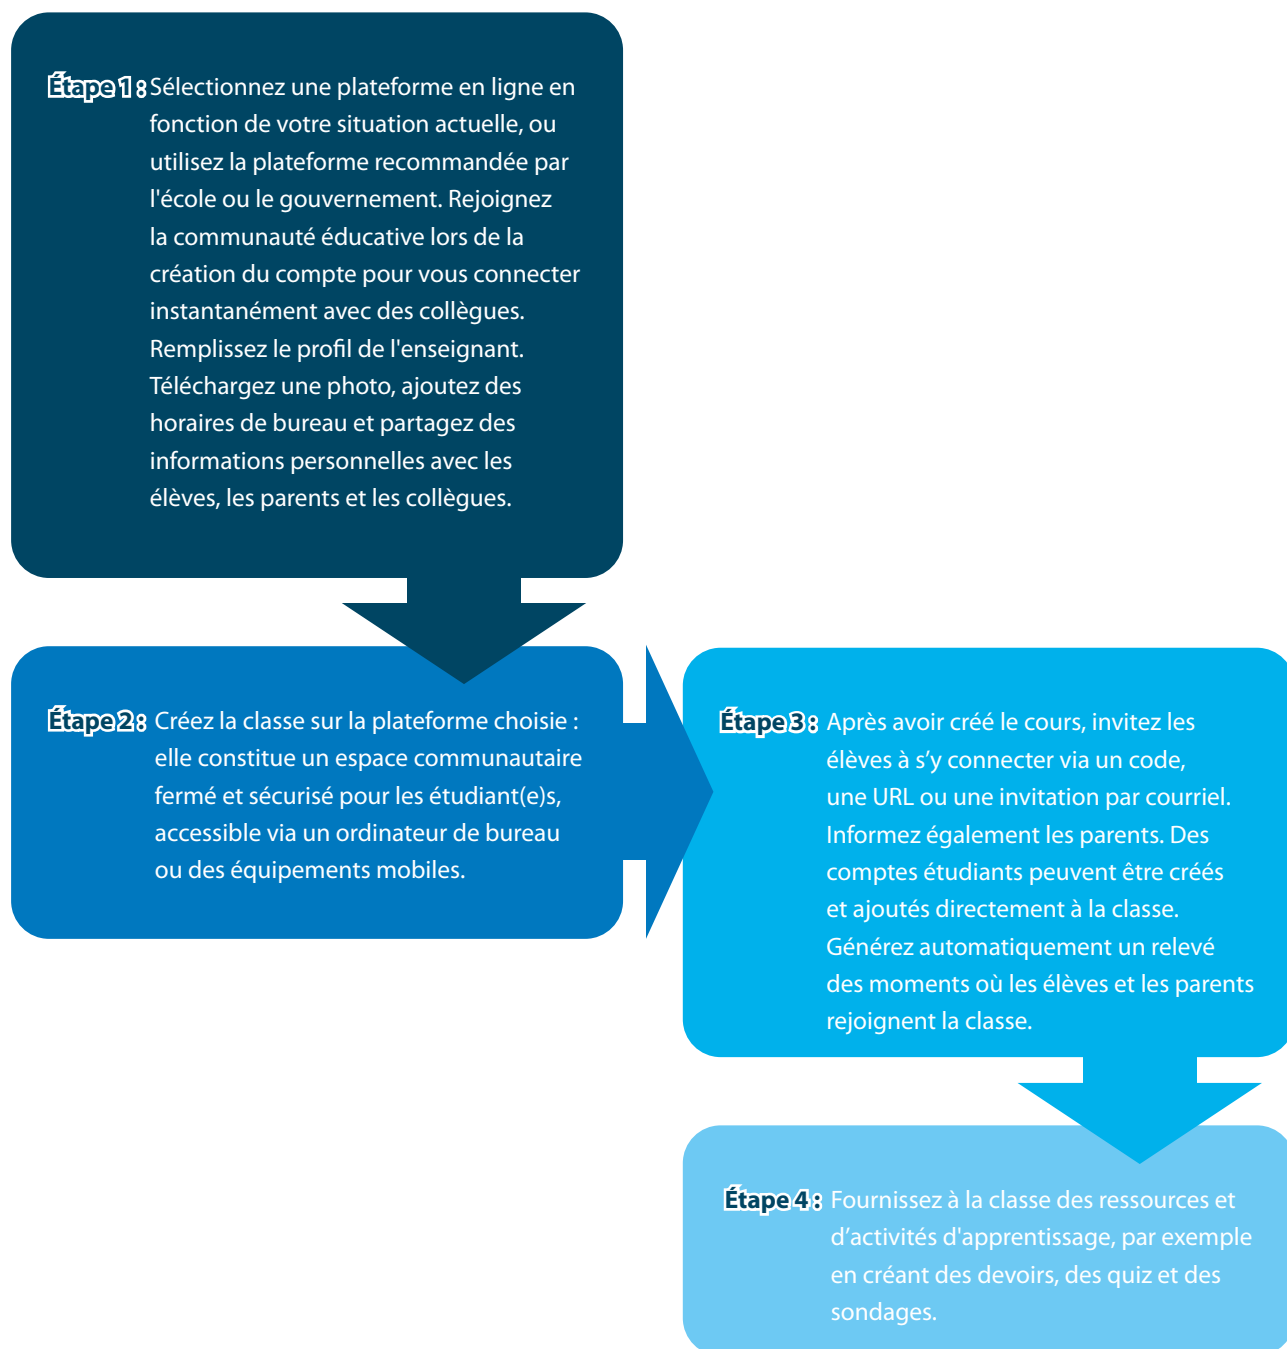 Étape 1 : Sélectionnez une plateforme en ligne en
fonction de votre situation actuelle, ou
utilisez la plateforme recommandée par
l'école ou le gouvernement. Rejoignez
la communauté éducative lors de la
création du compte pour vous connecter
instantanément avec des collègues.
Remplissez le profil de l'enseignant.
Téléchargez une photo, ajoutez des
horaires de bureau et partagez des
informations personnelles avec les
élèves, les parents et les collègues.
Étape 2 : Créez la classe sur la plateforme choisie :
elle constitue un espace communautaire
fermé et sécurisé pour les étudiant(e)s,
accessible via un ordinateur de bureau
ou des équipements mobiles.
Étape 3 : Après avoir créé le cours, invitez les
élèves à s’y connecter via un code,
une URL ou une invitation par courriel.
Informez également les parents. Des
comptes étudiants peuvent être créés
et ajoutés directement à la classe.
Générez automatiquement un relevé
des moments où les élèves et les parents
rejoignent la classe.
Étape 4 : Fournissez à la classe des ressources et
d’activités d'apprentissage, par exemple
en créant des devoirs, des quiz et des
sondages.